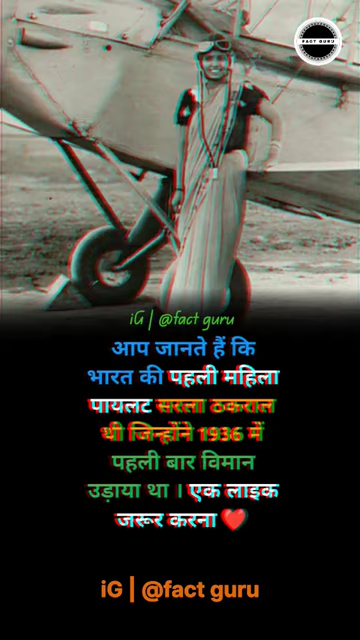 FACT GURU
iG | @fact guru
आप जानते हैं कि
भारत की पहली महिला
पायलट सरला ठकराल
थी जिन्होंने 1936 में
पहली बार विमान
उड़ाया था । एक लाइक
जरूर करना ❤️
iG | @fact guru